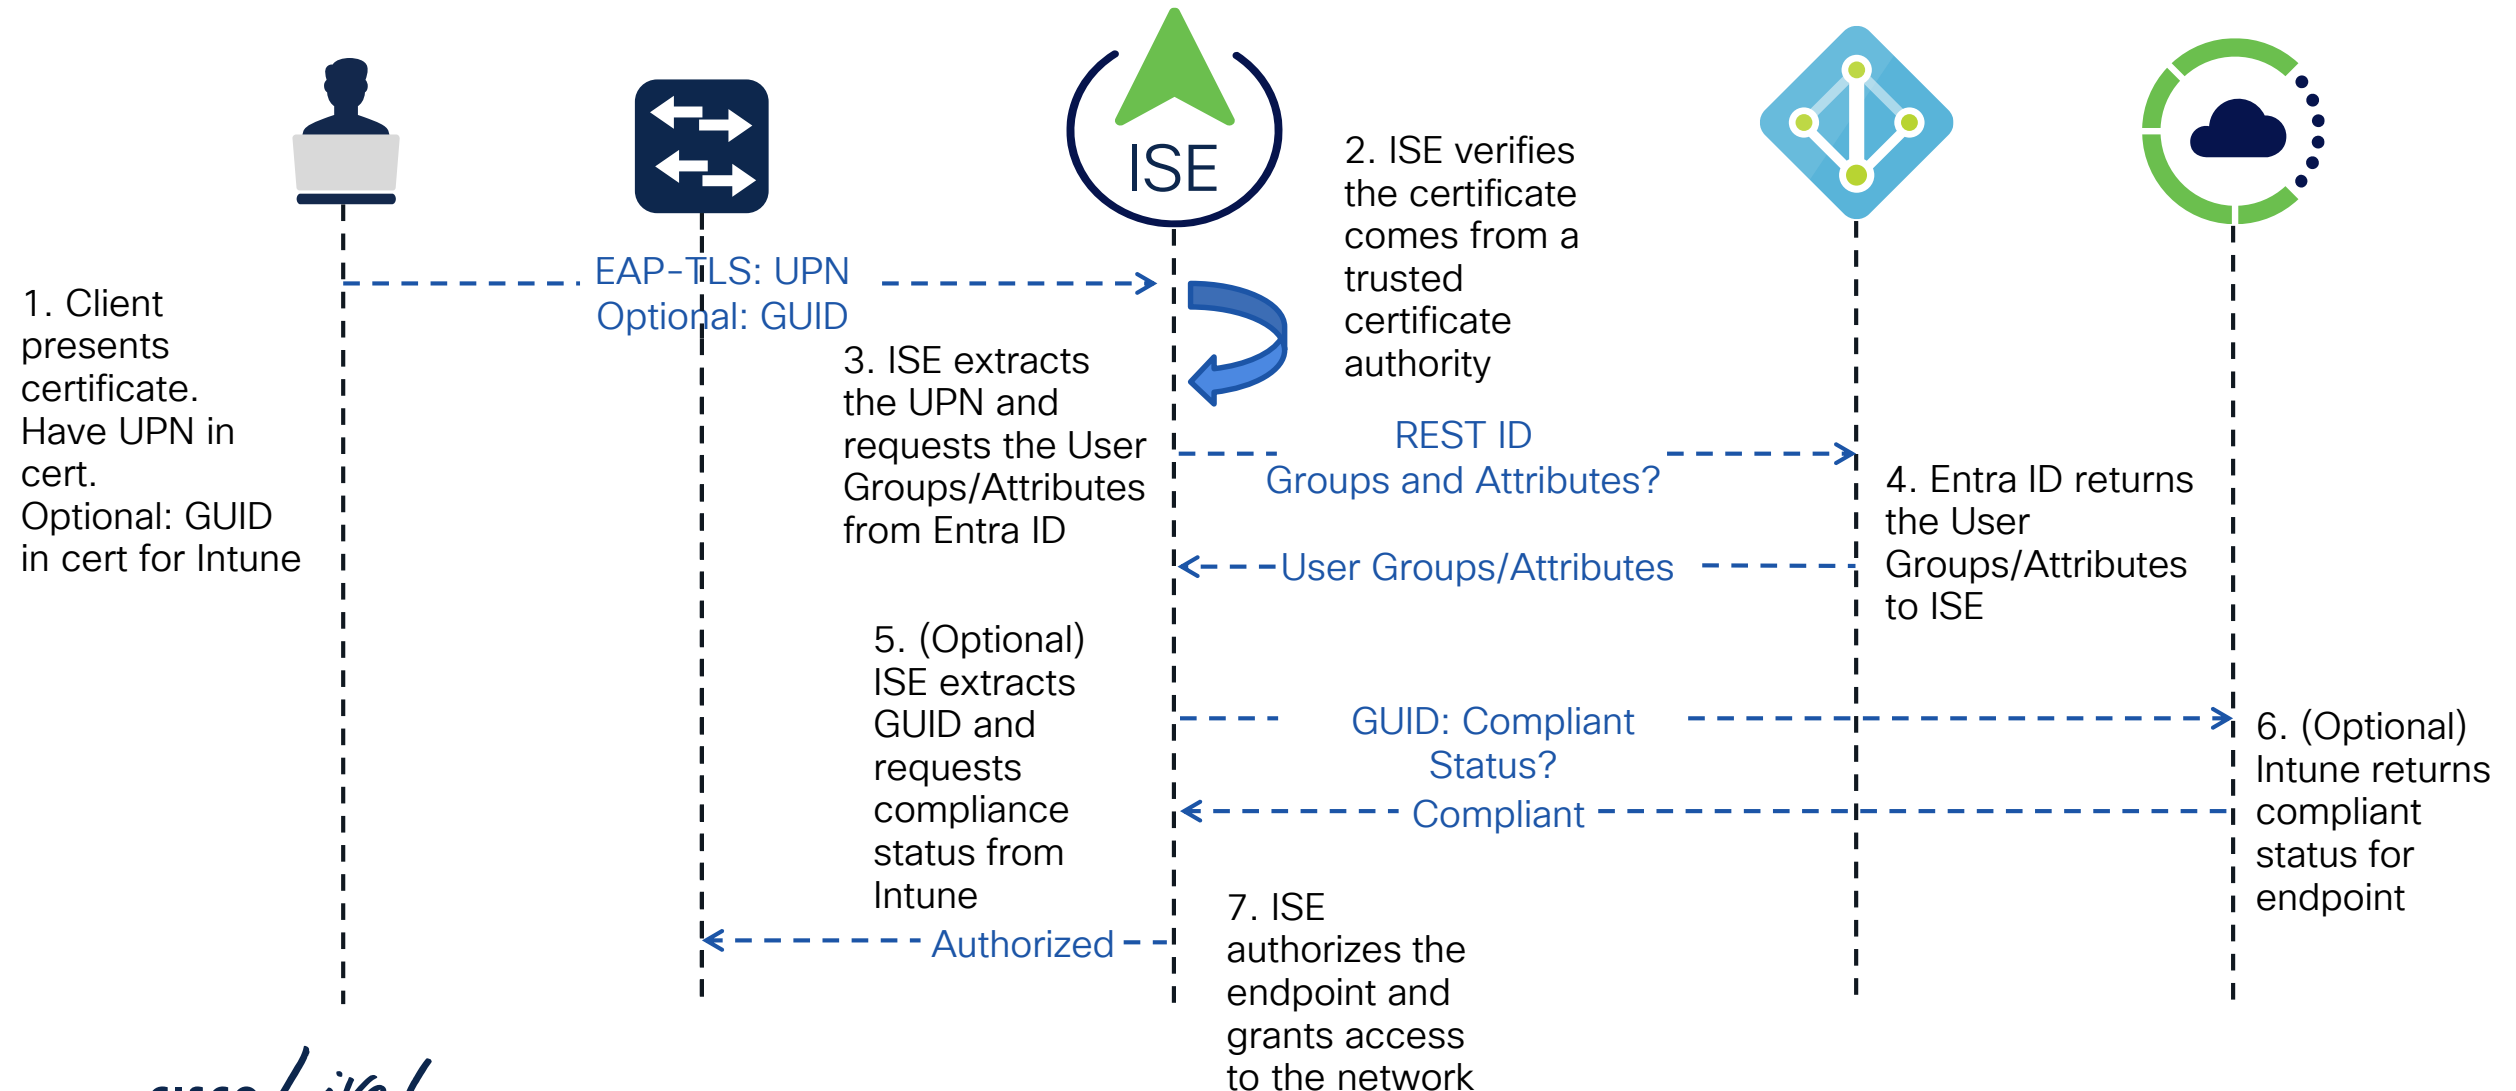 ISE
1. Client
presents
certificate.
Have UPN in
cert.
Optional: GUID
in cert for Intune
EAP-TLS: UPN
Optional: GUID
2. ISE verifies
the certificate
comes from a
trusted
certificate
authority
3. ISE extracts
the UPN and
requests the User
Groups/Attributes
from Entra ID
REST ID
Groups and Attributes?
4. Entra ID returns
the User
Groups/Attributes
to ISE
User Groups/Attributes
5. (Optional)
ISE extracts
GUID and
requests
compliance
status from
Intune
GUID: Compliant
Status?
6. (Optional)
Intune returns
compliant
status for
endpoint
Compliant
Authorized
7. ISE
authorizes the
endpoint and
grants access
to the network